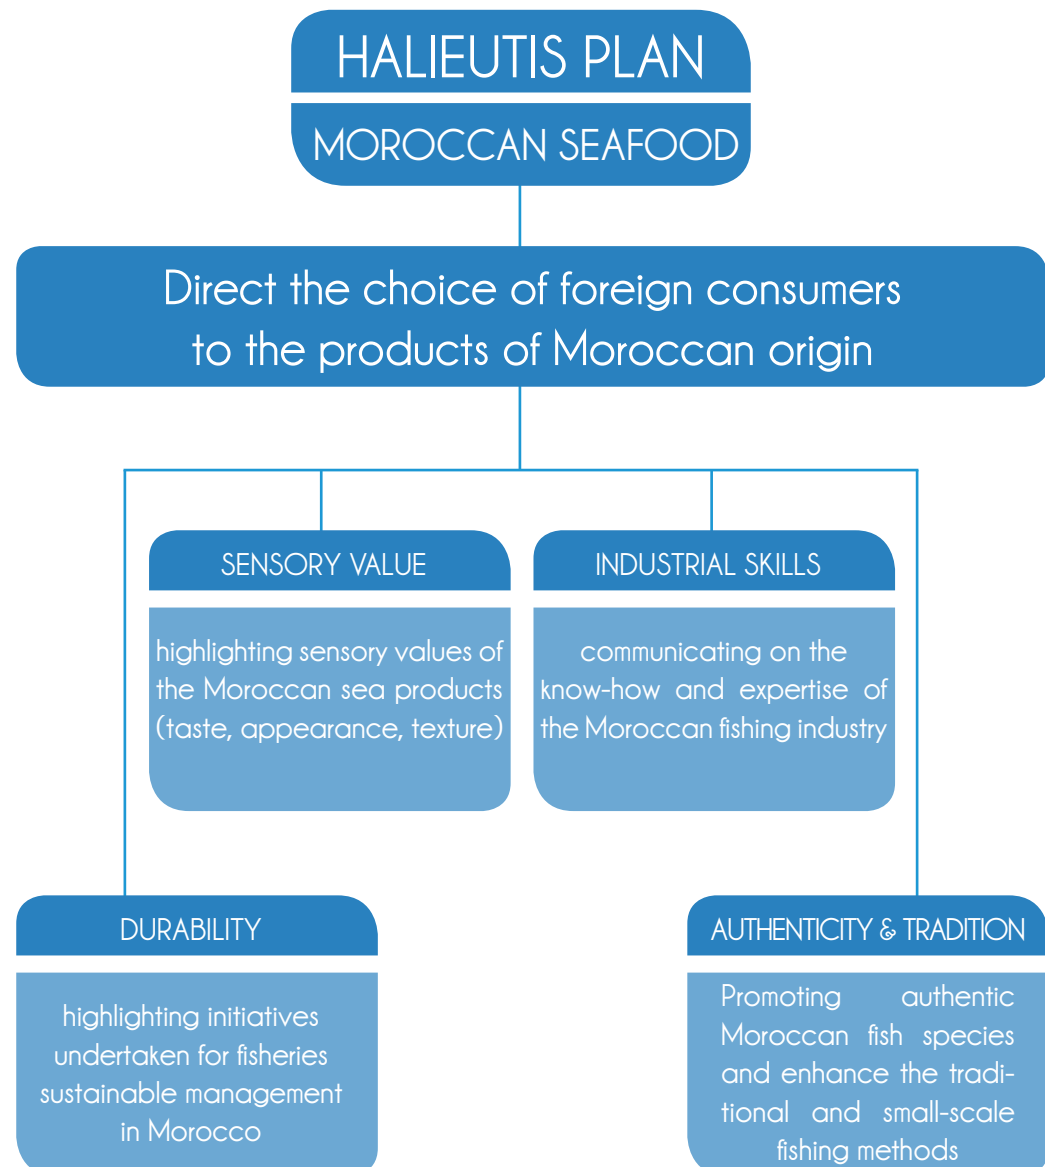 HALIEUTIS PLAN
MOROCCAN SEAFOOD
Direct the choice of foreign consumers
to the products of Moroccan origin
SENSORY VALUE
highlighting sensory values of
the Moroccan sea products
(taste, appearance, texture)
INDUSTRIAL SKILLS
communicating on the
know-how and expertise of
the Moroccan fishing industry
DURABILITY
highlighting initiatives
undertaken for fisheries
sustainable management
in Morocco
AUTHENTICITY & TRADITION
Promoting authentic
Moroccan fish species
and enhance the tradi-
tional and small-scale
fishing methods